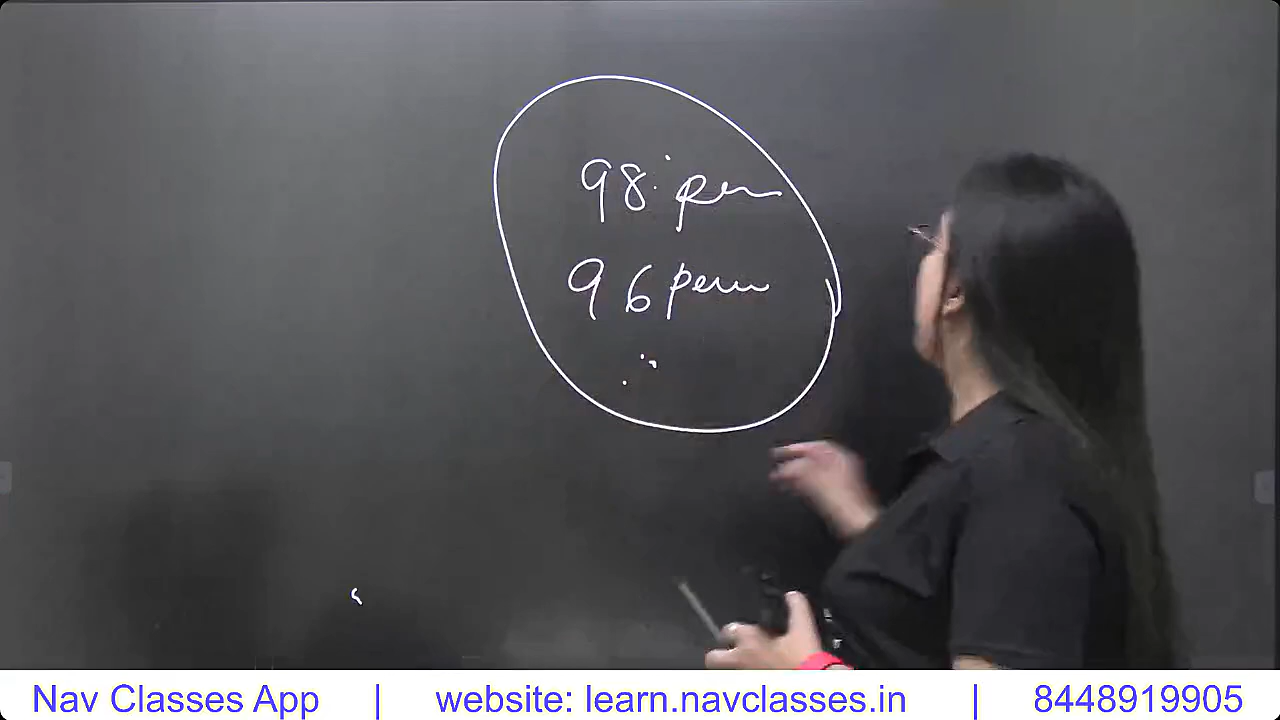 98 pen
96 pen
Nav Classes App | website: learn.navclasses.in | 8448919905